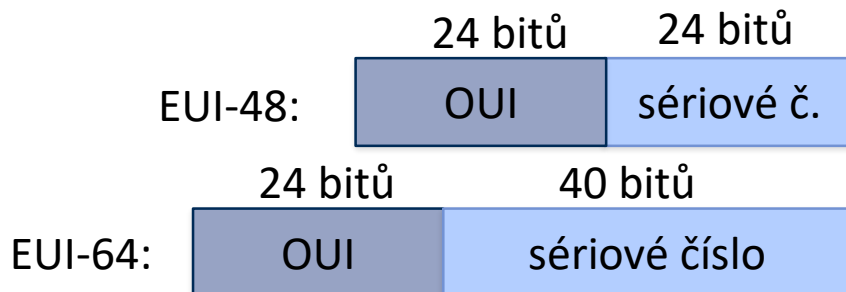 24 bitů 24 bitů
EUI-48: OUI sériové č.
24 bitů 40 bitů
EUI-64: OUI sériové číslo